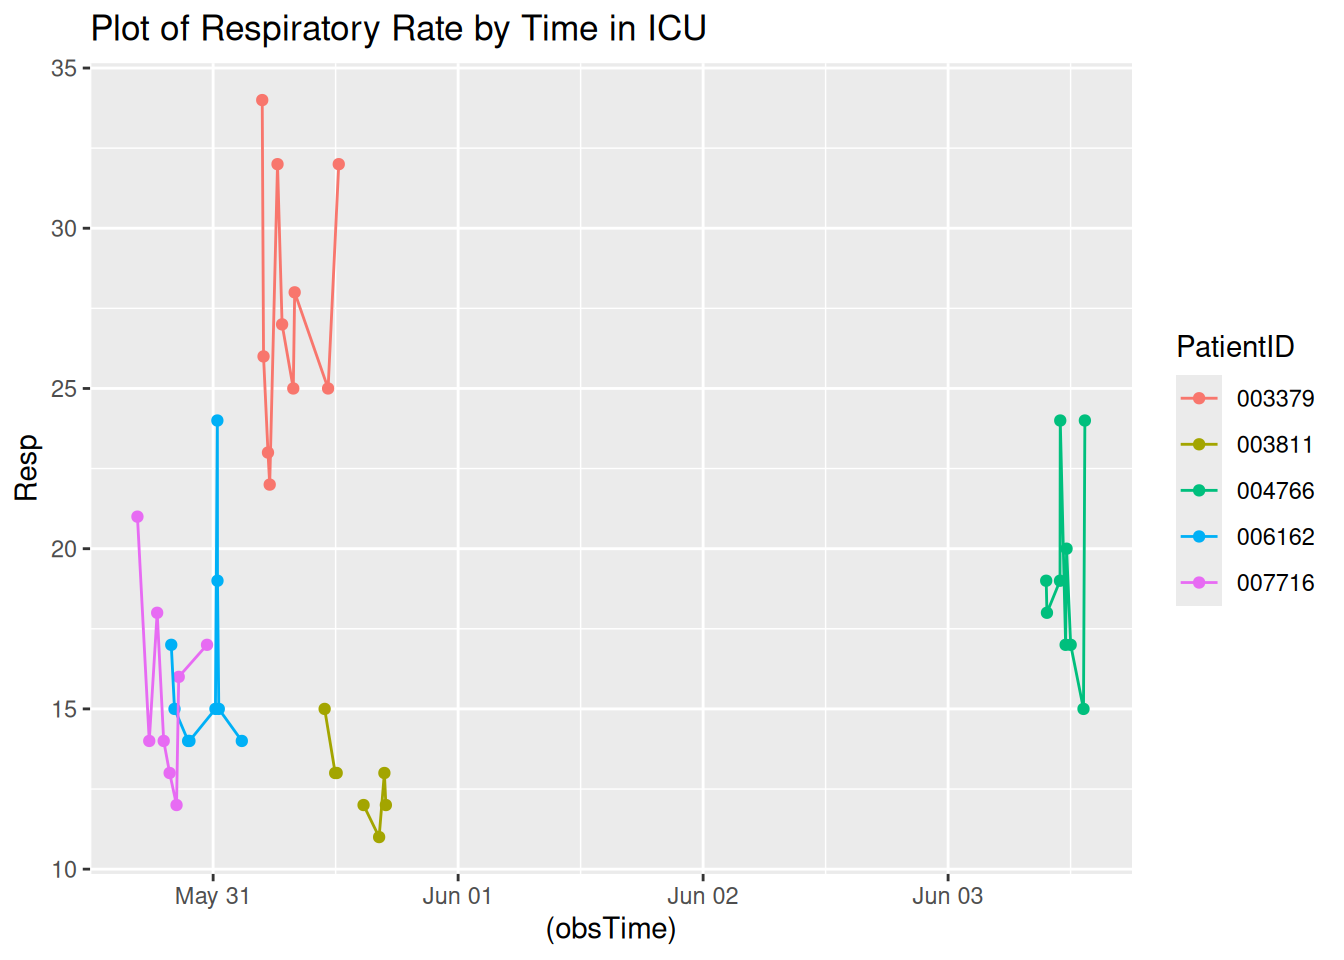 Plot of Respiratory Rate by Time in ICU
35
30
25
20
15
10
Resp
May 31
Jun 01
Jun 02
Jun 03
(obsTime)
PatientID
003379
003811
004766
006162
007716